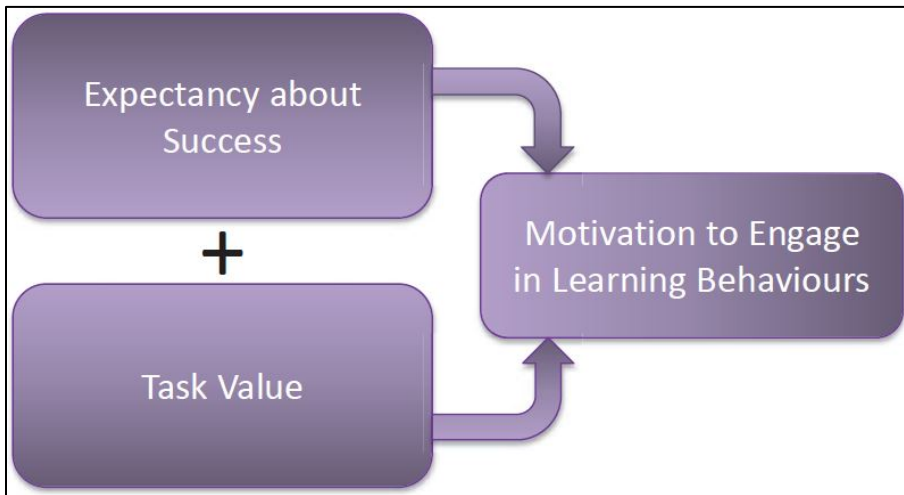 Expectancy about
Success
+
Task Value
Motivation to Engage
in Learning Behaviours